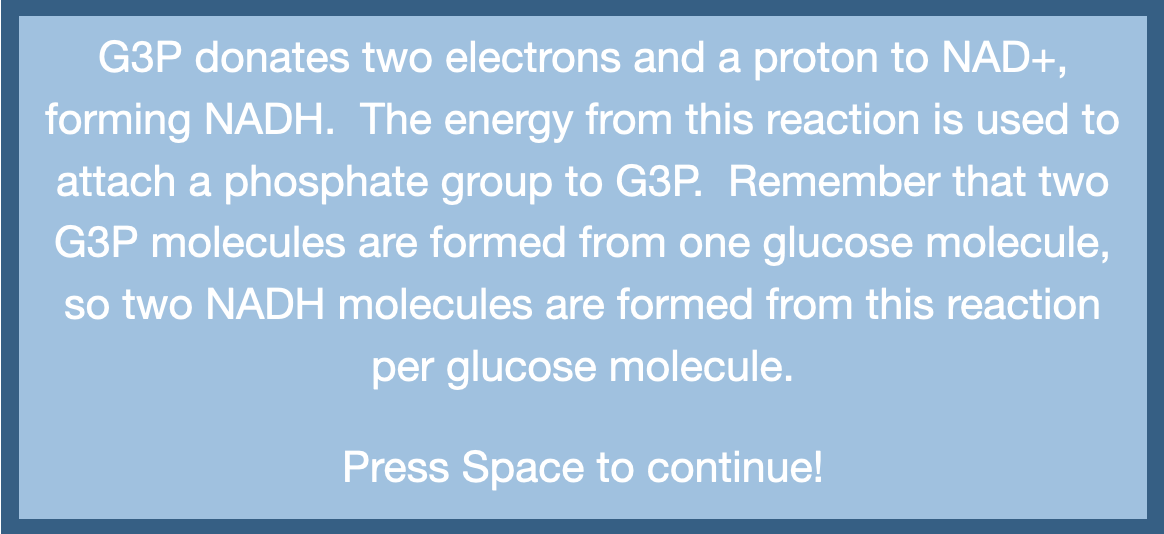 G3P donates two electrons and a proton to NAD+,
forming NADH.  The energy from this reaction is used to
attach a phosphate group to G3P.  Remember that two
G3P molecules are formed from one glucose molecule,
so two NADH molecules are formed from this reaction
per glucose molecule.
Press Space to continue!